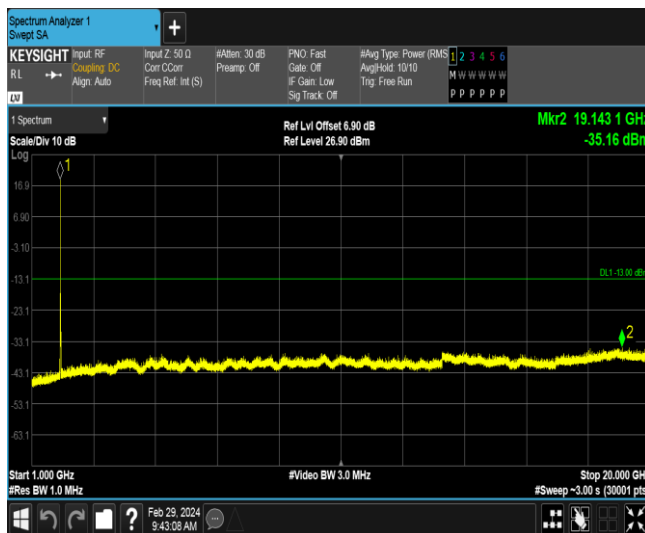 Spectrum Analyzer 1
Swept SA
+
KEYSIGHT Input: RF Input Z: 50 Ω #Atten: 30 dB PNO: Fast #Avg Type: Power (RMS 1 2 3 4 5 6
RL Coupling: DC Corr CCorr Preamp: Off Gate: Off Avg|Hold: 10/10 M W W W W W
Align: Auto Freq Ref: Int (S) IF Gain: Low Trig: Free Run
Sig Track: Off P P P P P P
LXI
1 Spectrum
Ref Lvl Offset 6.90 dB Mkr2 19.143 1 GHz
Scale/Div 10 dB Ref Level 26.90 dBm -35.16 dBm
Log
1
16.9
6.90
-3.10
-13.1 DL1 -13.00 dBm
-23.1
-33.1 2
-43.1
-53.1
-63.1
Start 1.000 GHz #Video BW 3.0 MHz Stop 20.000 GH
#Res BW 1.0 MHz #Sweep ~3.00 s (30001 pts
? Feb 29, 2024
9:43:08 AM